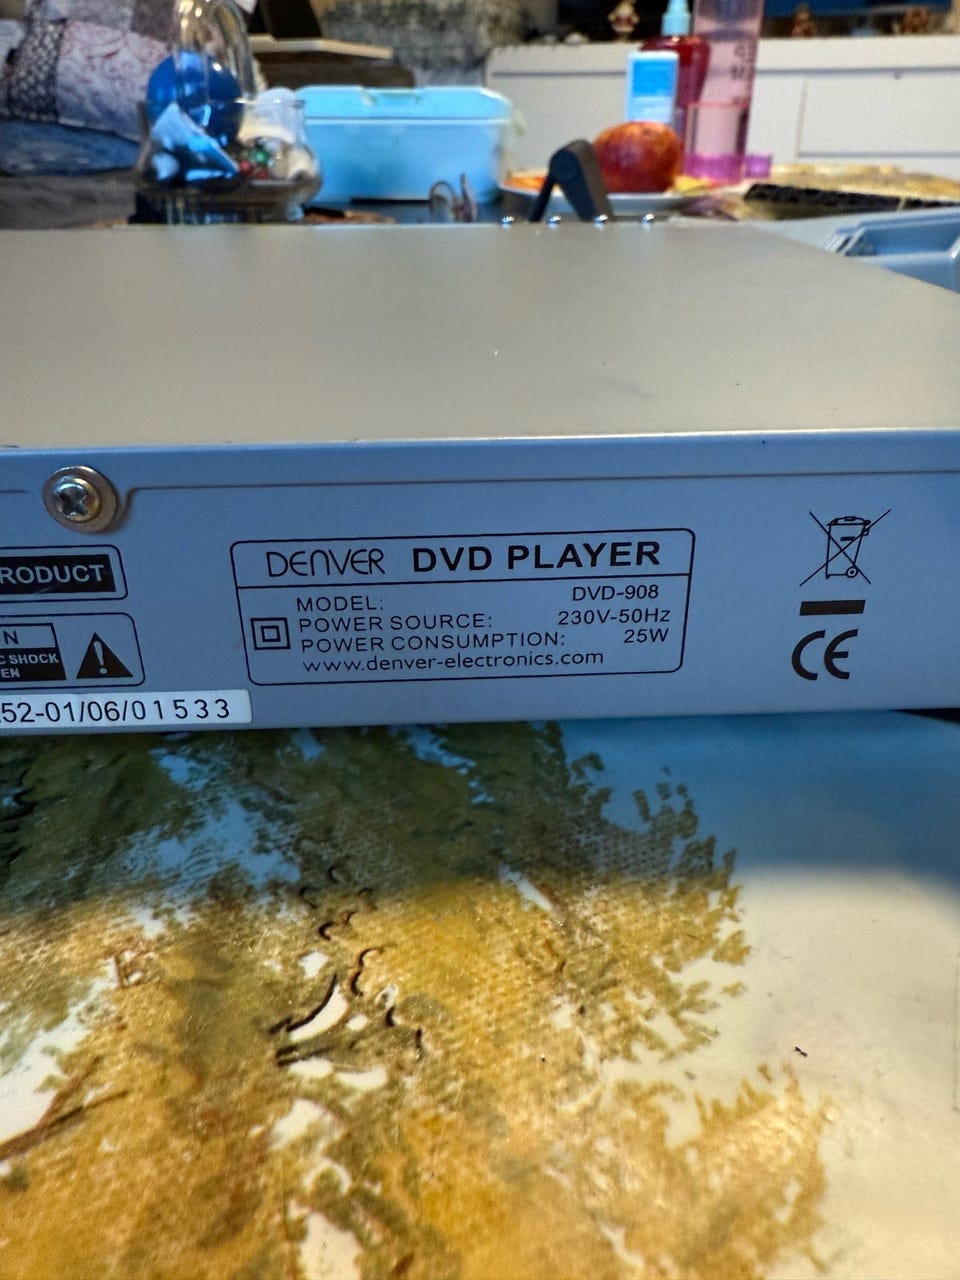 RODUCT
N
C SHOCK
EN
52-01/06/01533
DENVER DVD PLAYER
MODEL: DVD-908
POWER SOURCE: 230V-50Hz
POWER CONSUMPTION: 25W
www.denver-electronics.com
CE